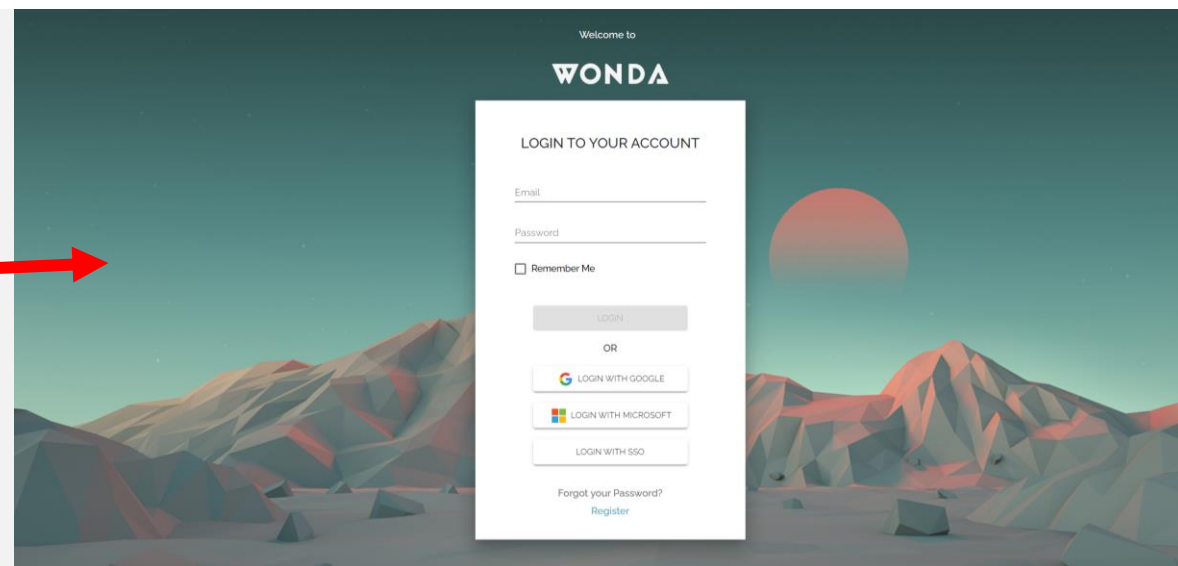 Welcome to
WONDA
LOGIN TO YOUR ACCOUNT
Email
Password
Remember Me
LOGIN
OR
LOGIN WITH GOOGLE
LOGIN WITH MICROSOFT
LOGIN WITH SSO
Forgot your Password?
Register